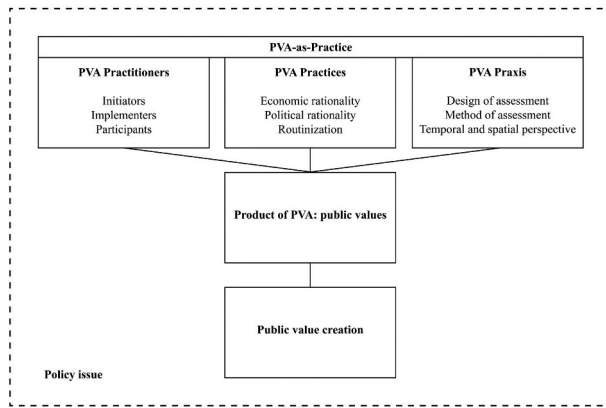 PVA-as-Practice
PVA Practitioners
Initiators
Implementers
Participants
PVA Practices
Economic rationality
Political rationality
Routinization
PVA Praxis
Design of assessment
Method of assessment
Temporal and spatial perspective
Product of PVA: public values
Public value creation
Policy issue